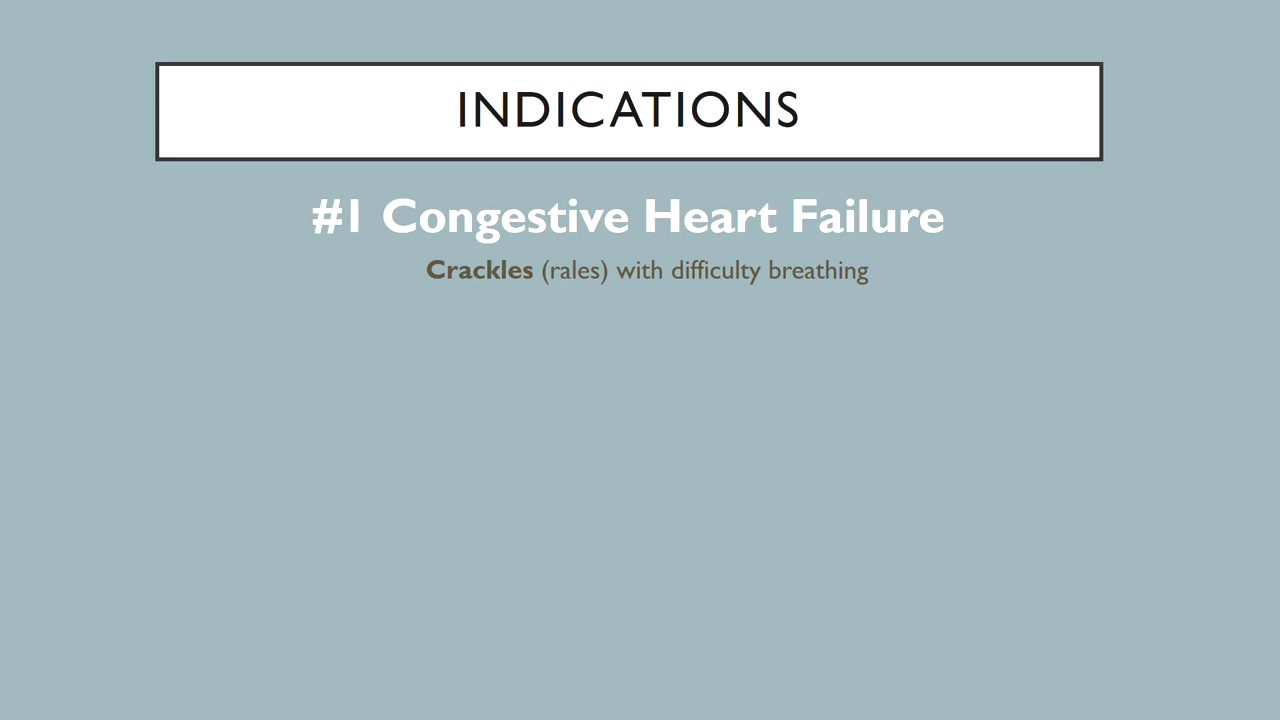 INDICATIONS
#1 Congestive Heart Failure
Crackles (rales) with difficulty breathing